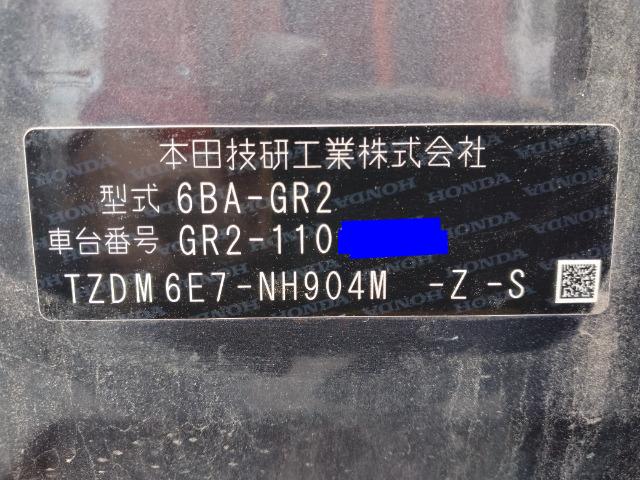 本田技研工業株式会社
型式 6BA-GR2
車台番号 GR2-110
TZDM6E7-NH904M -Z-S